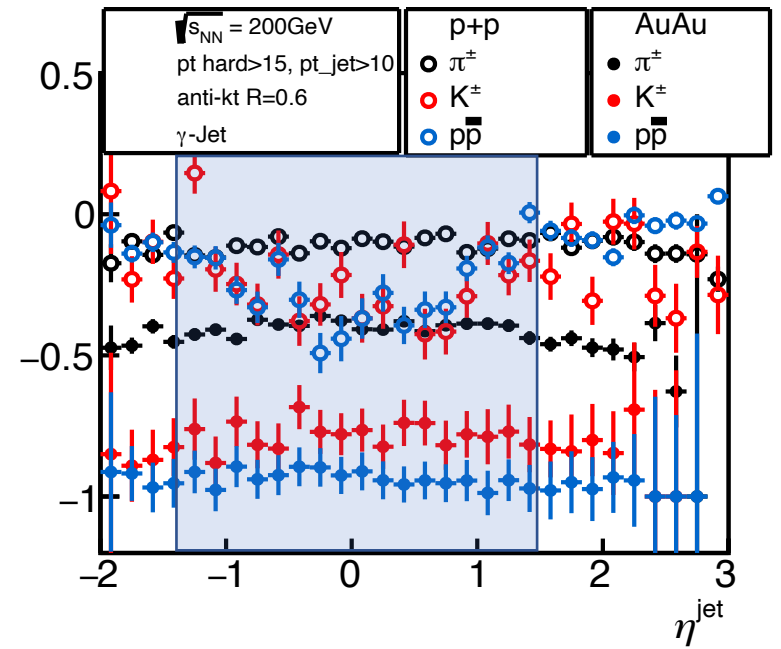 √s_NN = 200GeV
pt hard>15, pt_jet>10
anti-kt R=0.6
γ-Jet
p+p
π±
K±
pp̅
AuAu
π±
K±
pp̅
0.5
0
−0.5
−1
−2 −1 0 1 2 3
η^jet